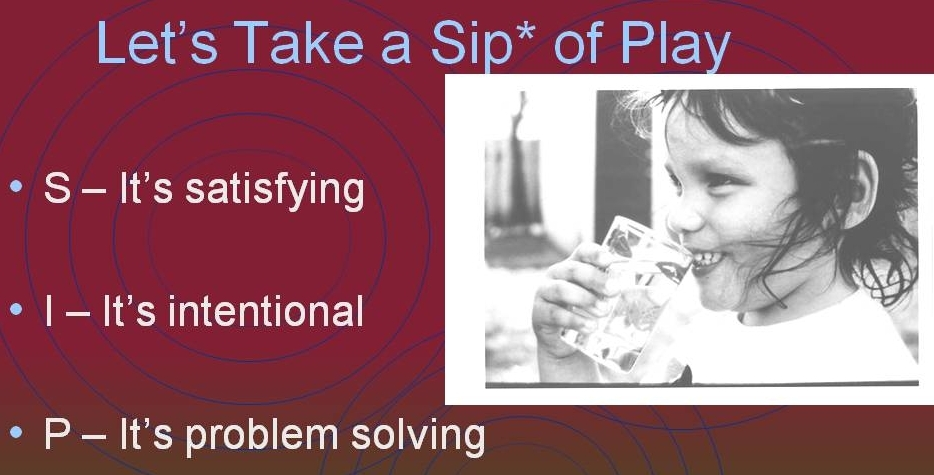 Let's Take a Sip* of Play
• S – It's satisfying
• I – It's intentional
• P – It's problem solving